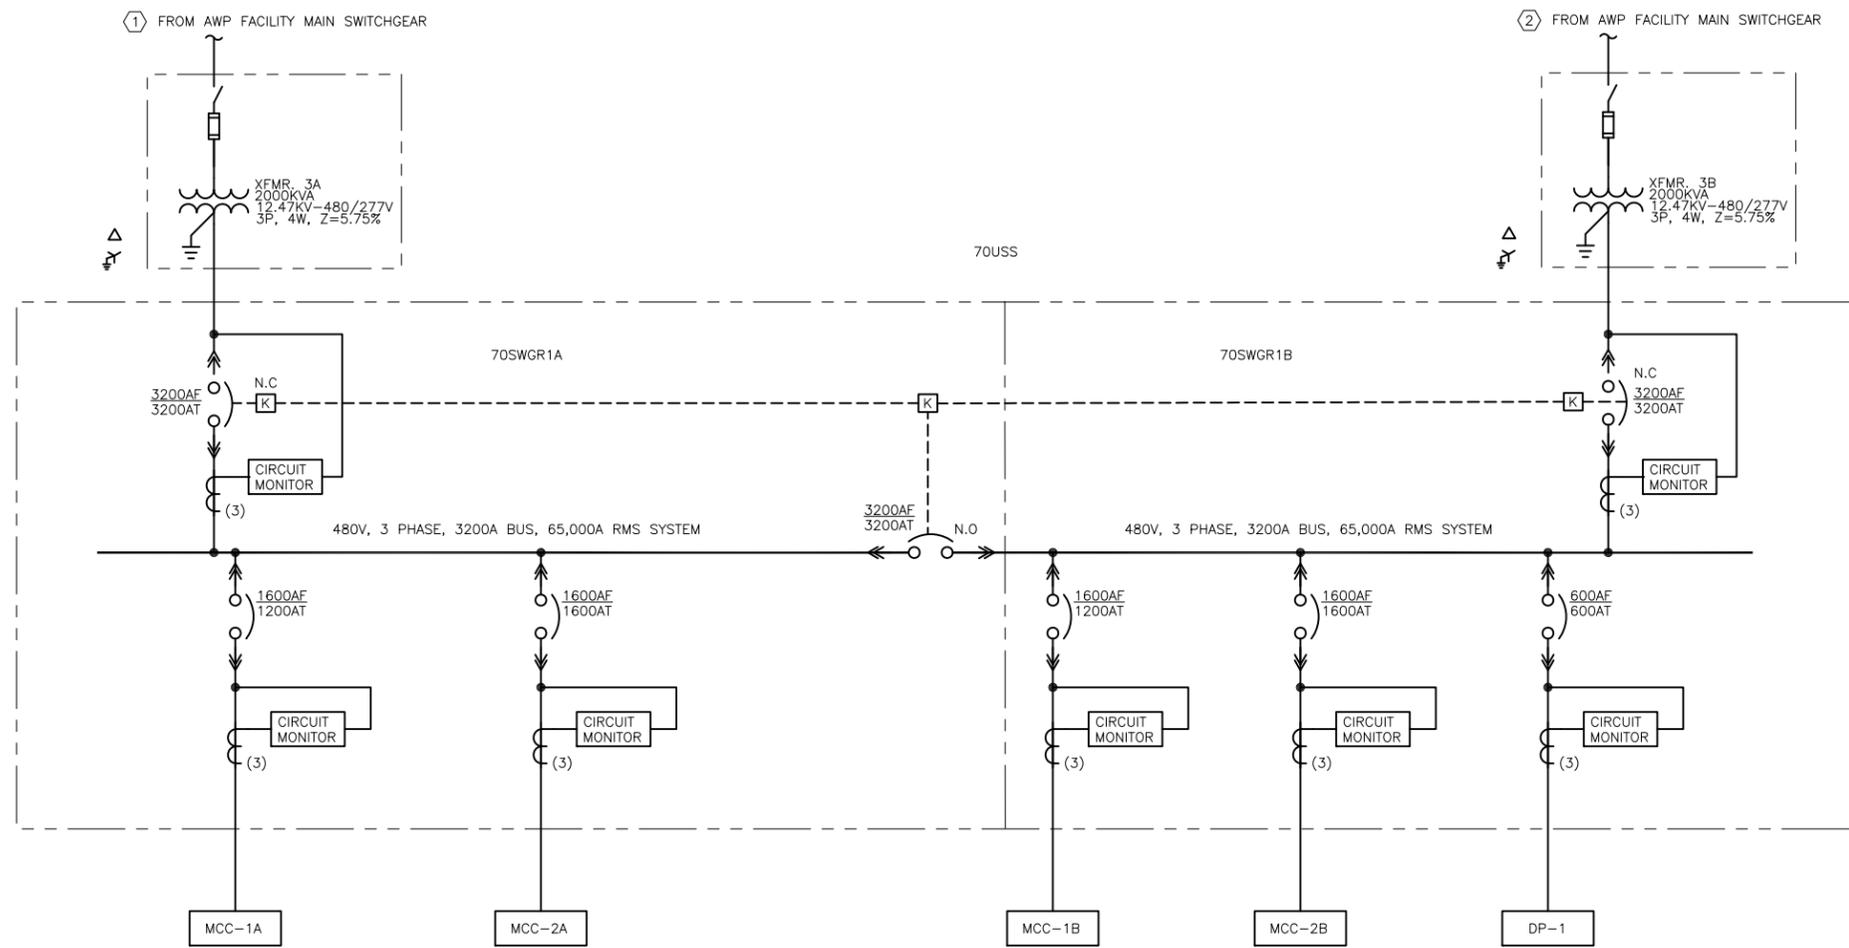 1 FROM AWP FACILITY MAIN SWITCHGEAR
2 FROM AWP FACILITY MAIN SWITCHGEAR
XFMR. 3A
2000KVA
12.47KV-480/277V
3P, 4W, Z=5.75%
XFMR. 3B
2000KVA
12.47KV-480/277V
3P, 4W, Z=5.75%
70USS
70SWGR1A
70SWGR1B
N.C
3200AF
3200AT
K
K
K
N.C
3200AF
3200AT
CIRCUIT
MONITOR
(3)
CIRCUIT
MONITOR
(3)
480V, 3 PHASE, 3200A BUS, 65,000A RMS SYSTEM
3200AF
3200AT
N.O
480V, 3 PHASE, 3200A BUS, 65,000A RMS SYSTEM
1600AF
1200AT
1600AF
1600AT
1600AF
1200AT
1600AF
1600AT
600AF
600AT
CIRCUIT
MONITOR
(3)
CIRCUIT
MONITOR
(3)
CIRCUIT
MONITOR
(3)
CIRCUIT
MONITOR
(3)
CIRCUIT
MONITOR
(3)
MCC-1A
MCC-2A
MCC-1B
MCC-2B
DP-1